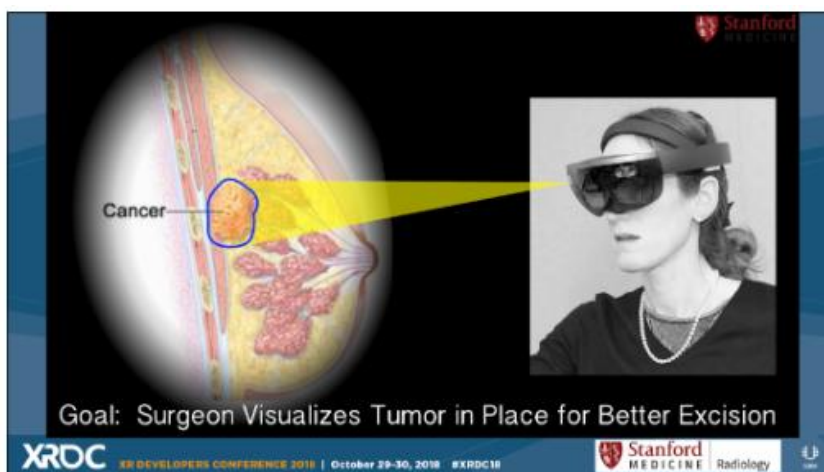 Stanford
MEDICINE
Cancer
Goal: Surgeon Visualizes Tumor in Place for Better Excision
XRDC XR DEVELOPERS CONFERENCE 2018 | October 29-30, 2018 #XRDC18
Stanford
MEDICINE Radiology